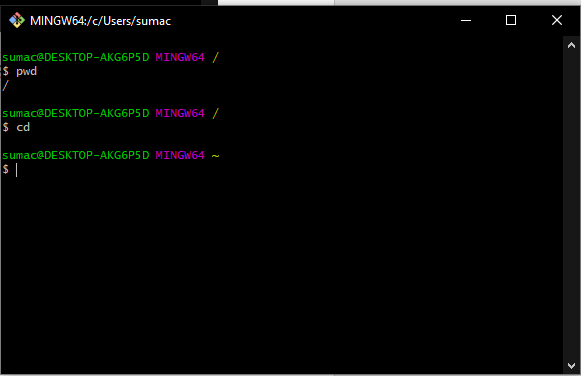 MINGW64:/c/Users/sumac
sumac@DESKTOP-AKG6P5D MINGW64 /
$ pwd
/
sumac@DESKTOP-AKG6P5D MINGW64 /
$ cd
sumac@DESKTOP-AKG6P5D MINGW64 ~
$